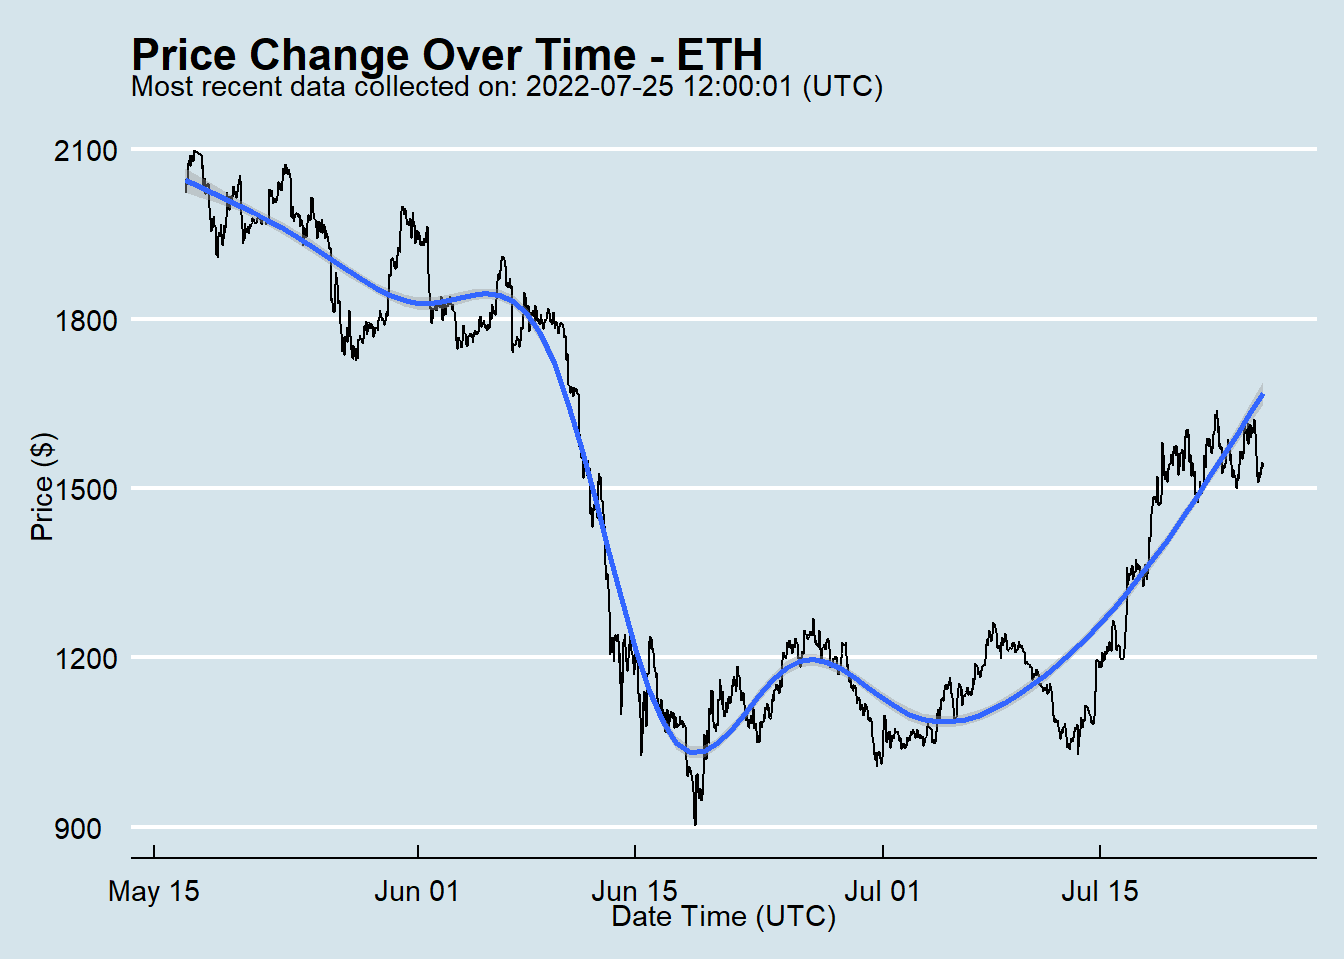 Price Change Over Time - ETH
Most recent data collected on: 2022-07-25 12:00:01 (UTC)
2100
1800
1500
1200
900
Price ($)
May 15
Jun 01
Jun 15
Jul 01
Jul 15
Date Time (UTC)